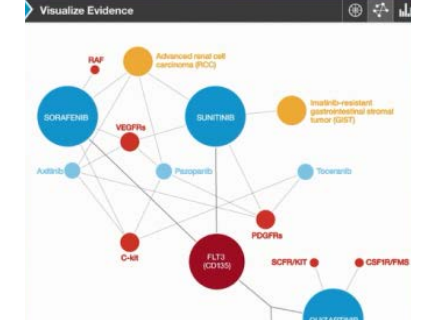 Visualize Evidence
RAF
Advanced renal cell
carcinoma (RCC)
SORAFENIB
VEGFRs
SUNITINIB
Imatinib-resistant
gastrointestinal stromal
tumor (GIST)
Axitinib
Pazopanib
Toceranib
PDGFRs
C-kit
FLT3
(CD135)
SCFR/KIT
CSF1R/FMS
QUIZARTINIB